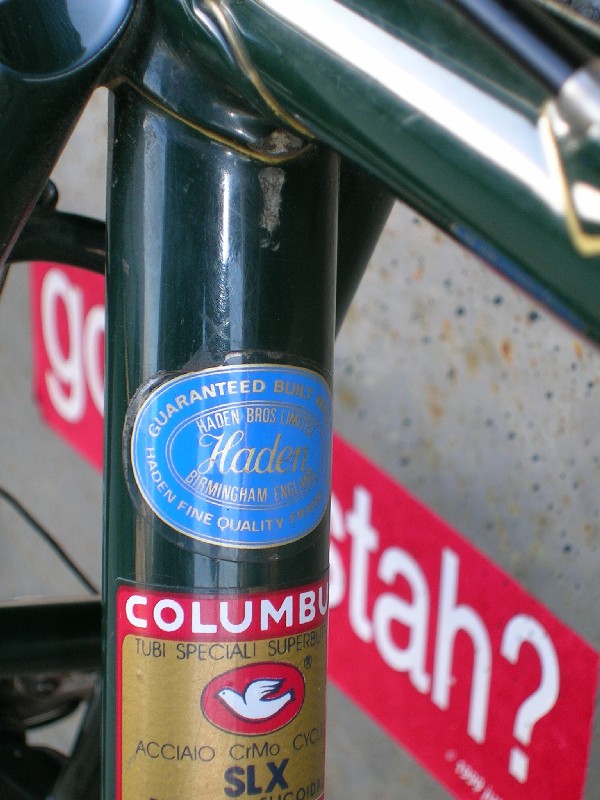 GUARANTEED BUILT
HADEN BROS LIMITED
Haden
BIRMINGHAM ENGLAND
HADEN FINE QUALITY
COLUMBU
TUBI SPECIALI SUPERBU
®
ACCIAIO CrMo CYCL
SLX
go
stah?